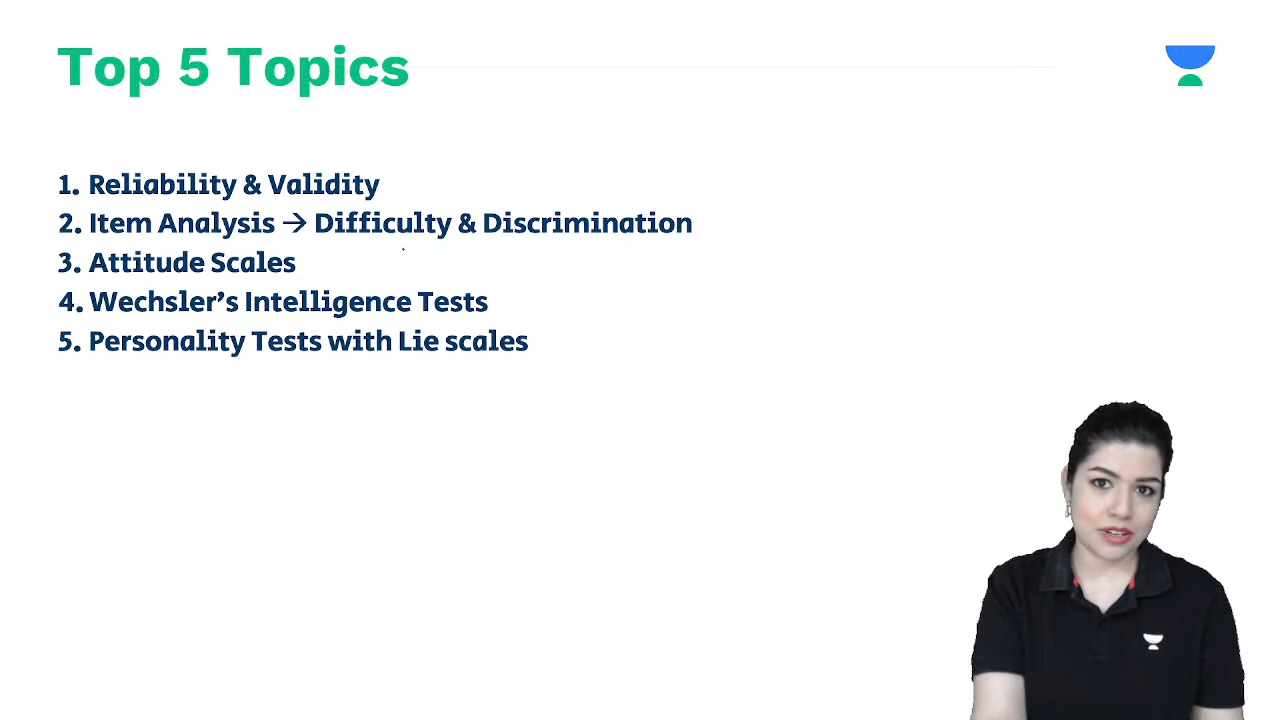 Top 5 Topics
1. Reliability & Validity
2. Item Analysis → Difficulty & Discrimination
3. Attitude Scales
4. Wechsler’s Intelligence Tests
5. Personality Tests with Lie scales